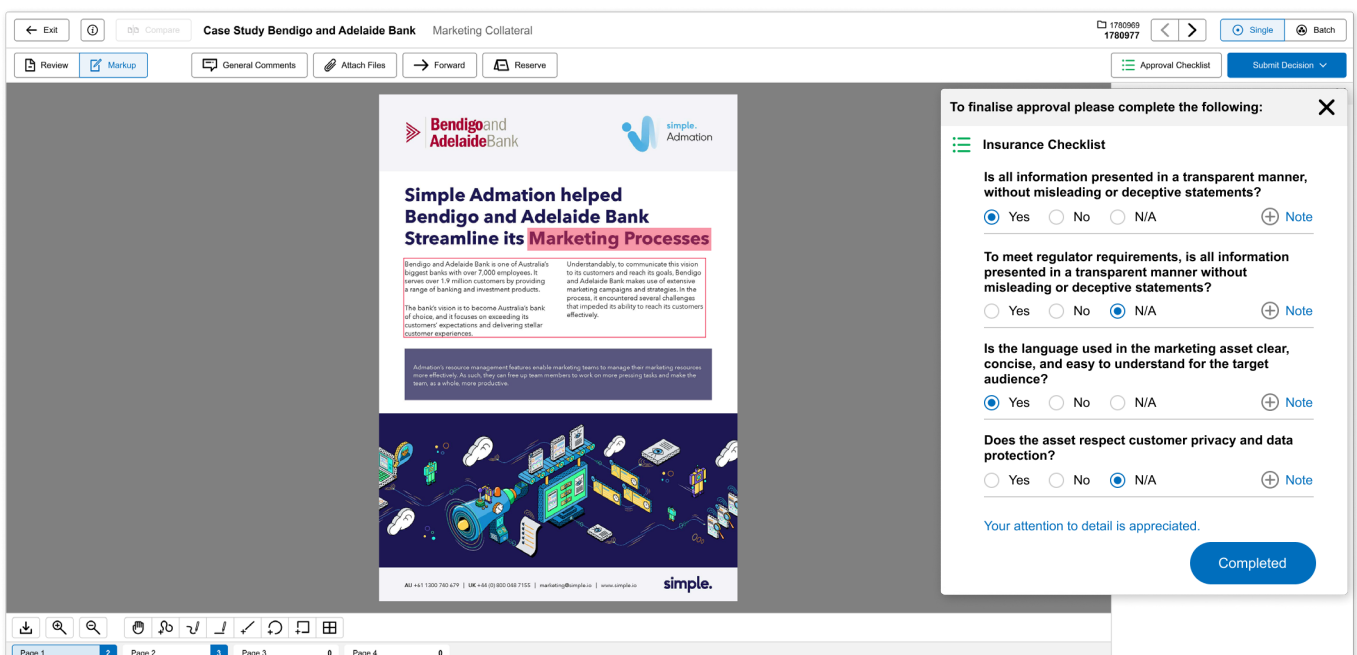 Exit
Compare
Case Study Bendigo and Adelaide Bank
Marketing Collateral
1780969
1780977
Single
Batch
Review
Markup
General Comments
Attach Files
Forward
Reserve
Approval Checklist
Submit Decision
Bendigoand
AdelaideBank
simple.
Admation
Simple Admation helped
Bendigo and Adelaide Bank
Streamline its Marketing Processes
Bendigo and Adelaide Bank is one of Australia's
biggest banks with over 7,000 employees. It
serves over 1.9 million customers by providing
a range of banking and investment products.
The bank's vision is to become Australia's bank
of choice, and it focuses on exceeding its
customers' expectations and delivering stellar
customer experiences.
Understandably, to communicate this vision
to its customers and reach its goals, Bendigo
and Adelaide Bank makes use of extensive
marketing campaigns and strategies. In the
process, it encountered several challenges
that impeded its ability to reach its customers
effectively.
Admation's resource management features enable marketing teams to manage their marketing resources
more effectively. As such, they can free up team members to work on more pressing tasks and make the
team, as a whole, more productive.
AU +61 1300 740 679 | UK +44 (0) 800 048 7155 | marketing@simple.io | www.simple.io
simple.
To finalise approval please complete the following:
Insurance Checklist
Is all information presented in a transparent manner,
without misleading or deceptive statements?
Yes No N/A Note
To meet regulator requirements, is all information
presented in a transparent manner without
misleading or deceptive statements?
Yes No N/A Note
Is the language used in the marketing asset clear,
concise, and easy to understand for the target
audience?
Yes No N/A Note
Does the asset respect customer privacy and data
protection?
Yes No N/A Note
Your attention to detail is appreciated.
Completed
Page 1 2
Page 2 3
Page 3 0
Page 4 0